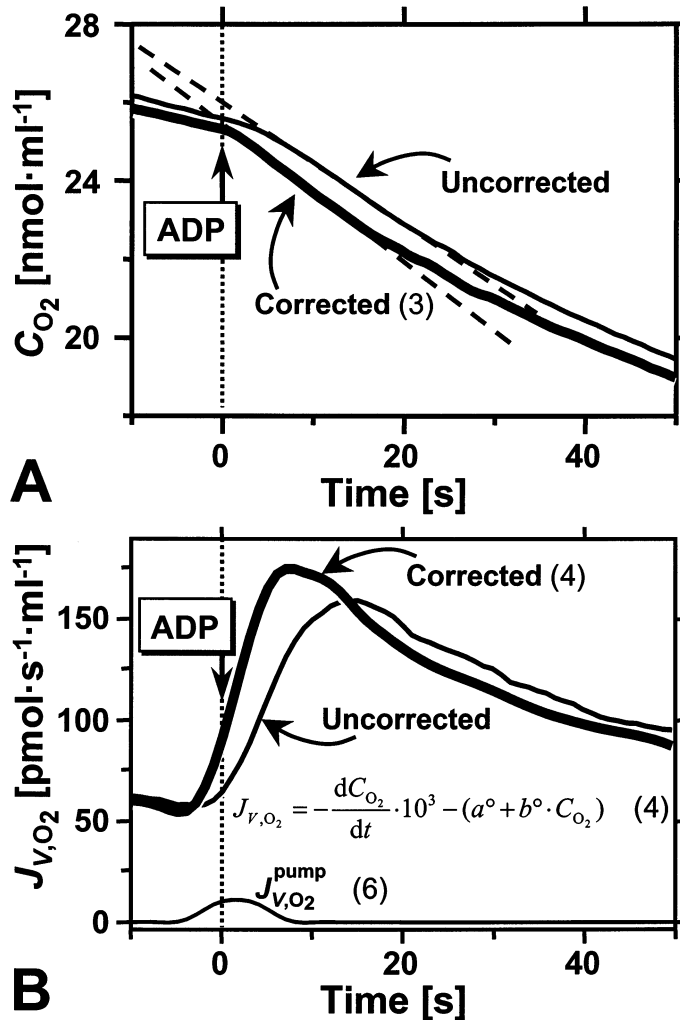 28
24
20
C_O₂ [nmol·ml⁻¹]
Uncorrected
ADP
Corrected (3)
0 20 40
Time [s]
A
150
100
50
0
J_V,O₂ [pmol·s⁻¹·ml⁻¹]
Corrected (4)
ADP
Uncorrected
J_V,O₂ = −dC_O₂/dt ·10³ −(a°+b°·C_O₂) (4)
J_V,O₂^pump (6)
0 20 40
Time [s]
B